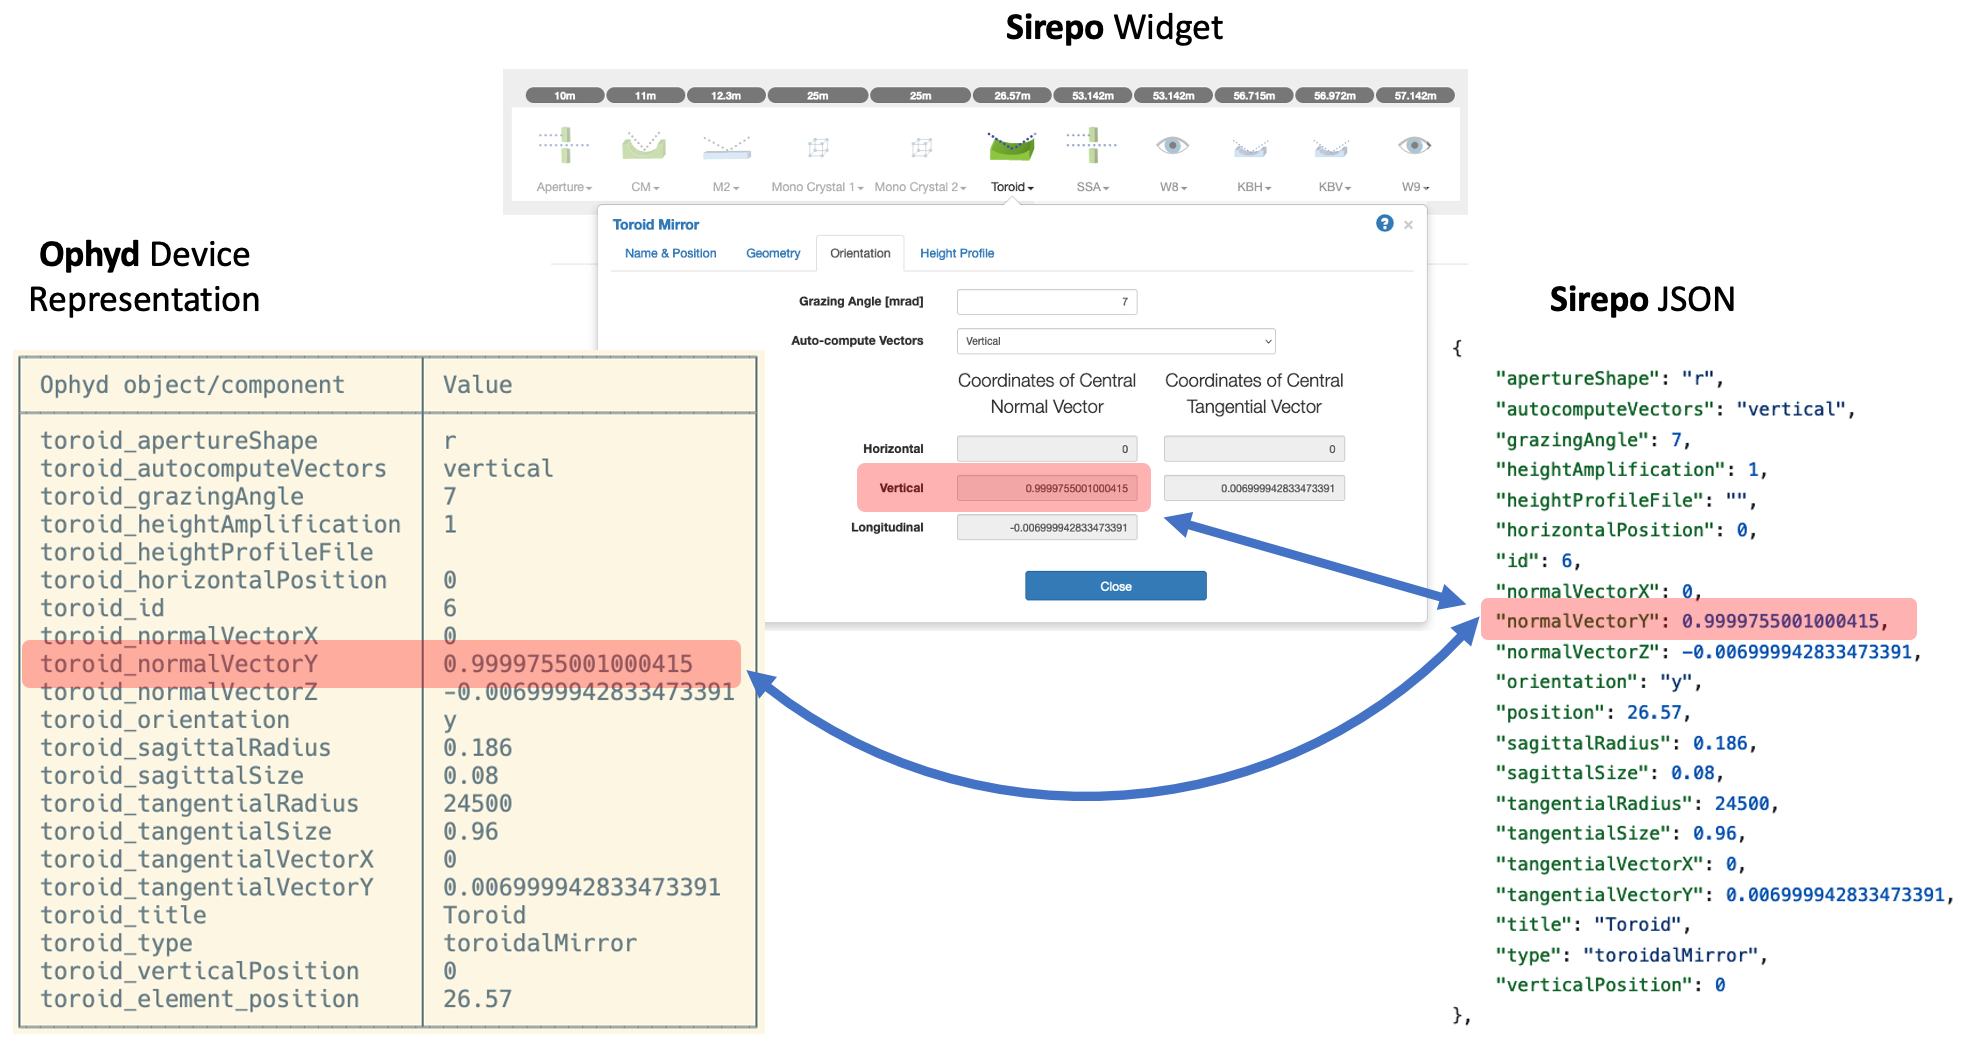 Sirepo Widget
10m 11m 12.3m 25m 25m 26.57m 53.142m 53.142m 56.715m 56.972m 57.142m
Aperture CM M2 Mono Crystal 1 Mono Crystal 2 Toroid SSA W8 KBH KBV W9
Toroid Mirror ? ×
Name & Position Geometry Orientation Height Profile
Grazing Angle [mrad] 7
Auto-compute Vectors Vertical
Coordinates of Central Normal Vector
Coordinates of Central Tangential Vector
Horizontal 0 0
Vertical 0.9999755001000415 0.006999942833473391
Longitudinal -0.006999942833473391
Close
Ophyd Device
Representation
Ophyd object/component Value
toroid_apertureShape r
toroid_autocomputeVectors vertical
toroid_grazingAngle 7
toroid_heightAmplification 1
toroid_heightProfileFile
toroid_horizontalPosition 0
toroid_id 6
toroid_normalVectorX 0
toroid_normalVectorY 0.9999755001000415
toroid_normalVectorZ -0.006999942833473391
toroid_orientation y
toroid_sagittalRadius 0.186
toroid_sagittalSize 0.08
toroid_tangentialRadius 24500
toroid_tangentialSize 0.96
toroid_tangentialVectorX 0
toroid_tangentialVectorY 0.006999942833473391
toroid_title Toroid
toroid_type toroidalMirror
toroid_verticalPosition 0
toroid_element_position 26.57
Sirepo JSON
{
"apertureShape": "r",
"autocomputeVectors": "vertical",
"grazingAngle": 7,
"heightAmplification": 1,
"heightProfileFile": "",
"horizontalPosition": 0,
"id": 6,
"normalVectorX": 0,
"normalVectorY": 0.9999755001000415,
"normalVectorZ": -0.006999942833473391,
"orientation": "y",
"position": 26.57,
"sagittalRadius": 0.186,
"sagittalSize": 0.08,
"tangentialRadius": 24500,
"tangentialSize": 0.96,
"tangentialVectorX": 0,
"tangentialVectorY": 0.006999942833473391,
"title": "Toroid",
"type": "toroidalMirror",
"verticalPosition": 0
},